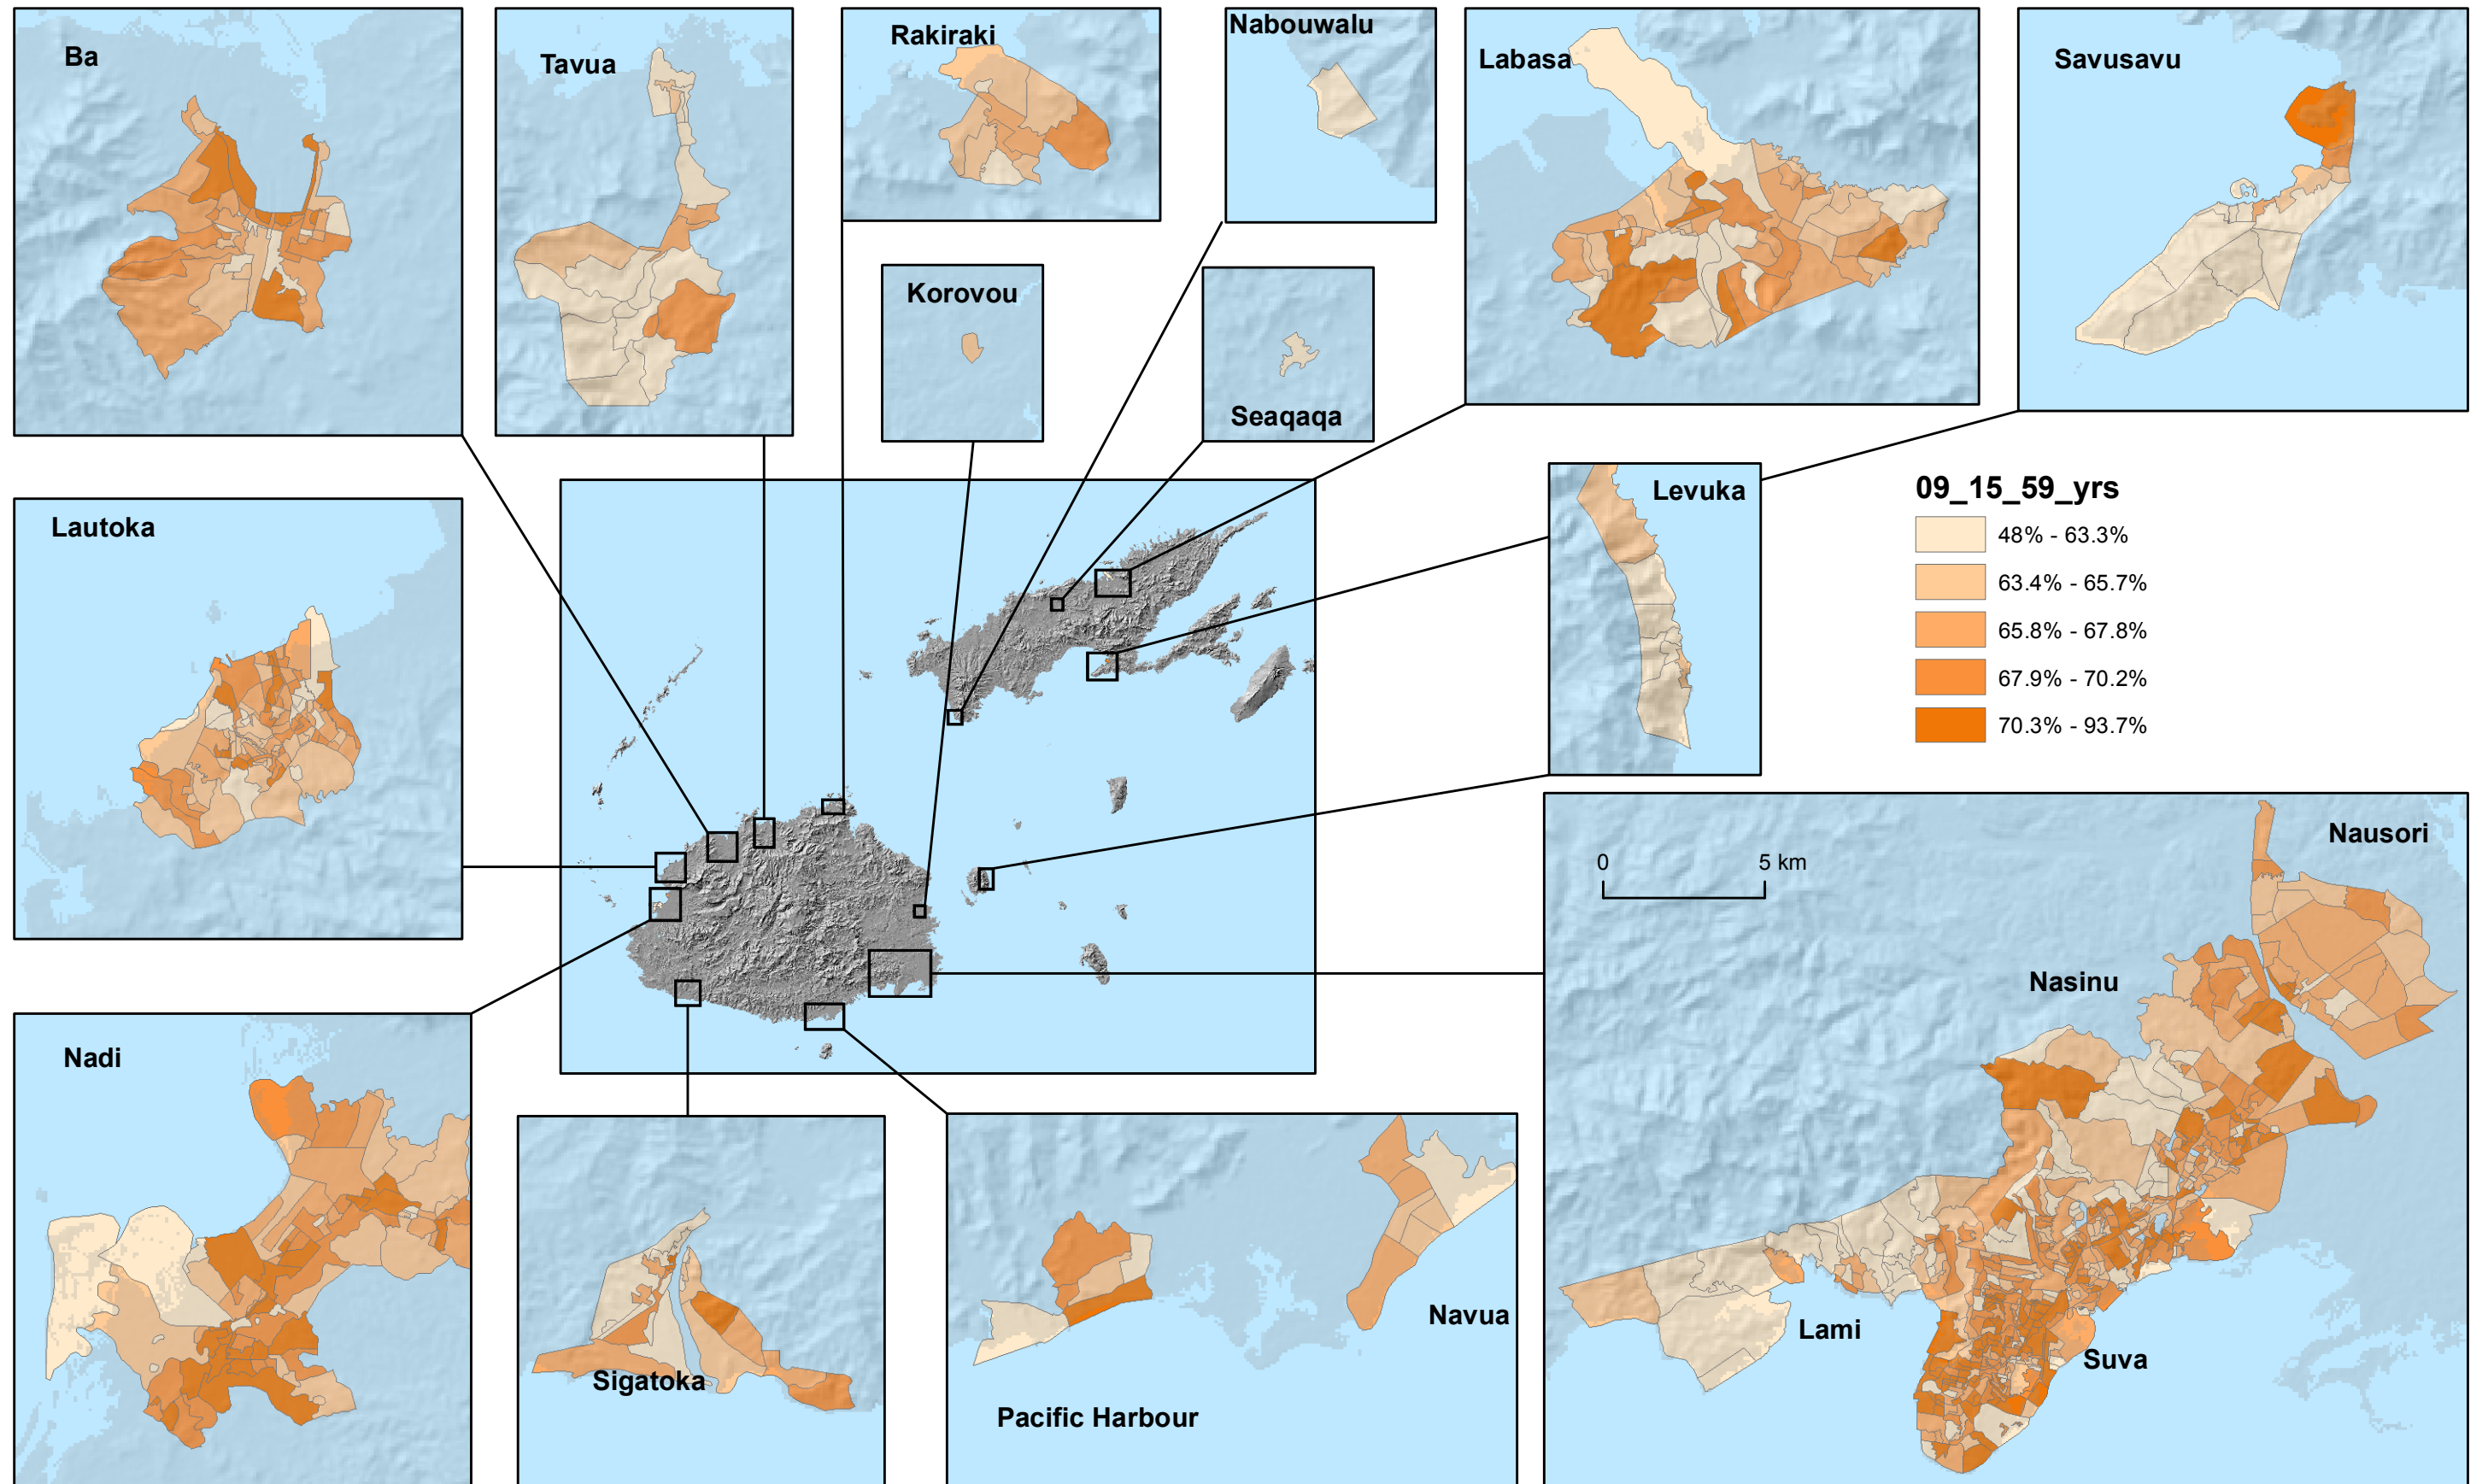 Ba
Tavua
Rakiraki
Nabouwalu
Labasa
Savusavu
Korovou
Seaqaqa
Lautoka
Levuka
09_15_59_yrs
48% - 63.3%
63.4% - 65.7%
65.8% - 67.8%
67.9% - 70.2%
70.3% - 93.7%
Nadi
Sigatoka
Pacific Harbour
Navua
0 5 km
Nausori
Nasinu
Lami
Suva